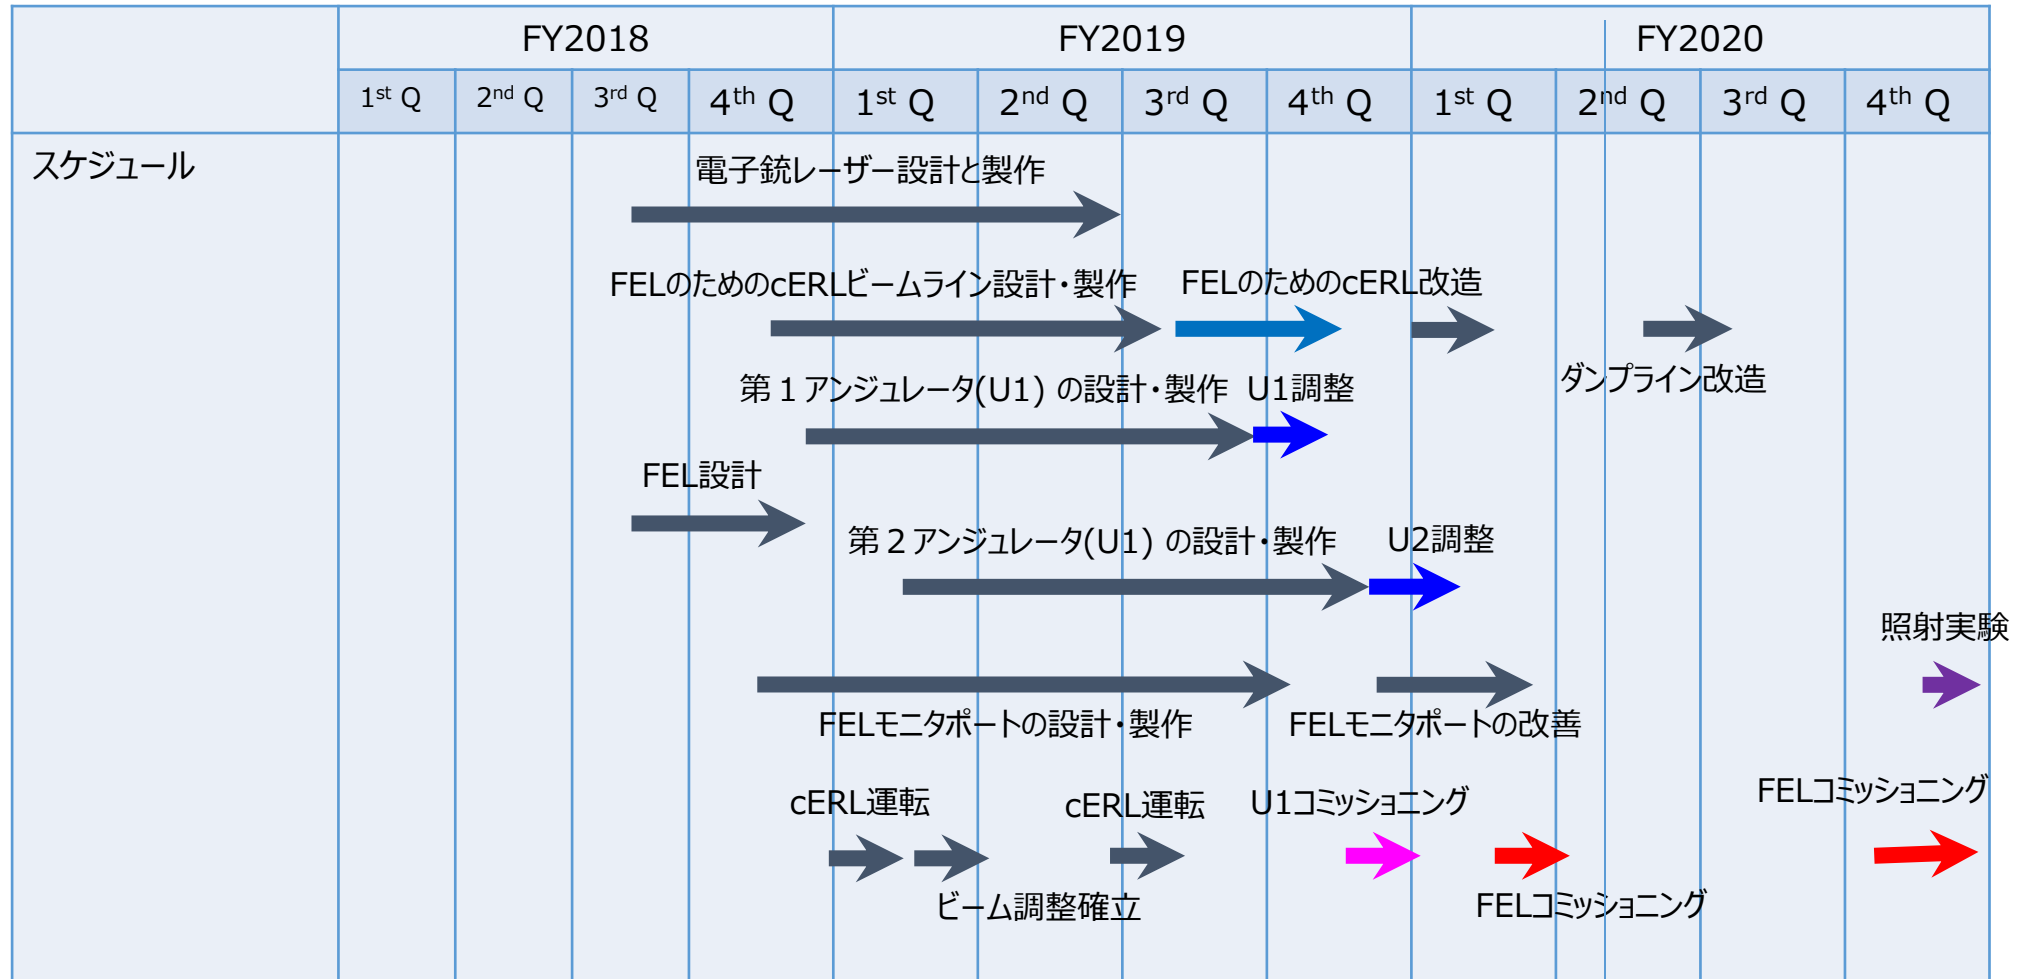 FY2018 FY2019 FY2020
1st Q 2nd Q 3rd Q 4th Q 1st Q 2nd Q 3rd Q 4th Q 1st Q 2nd Q 3rd Q 4th Q
スケジュール
電子銃レーザー設計と製作
FELのためのcERLビームライン設計・製作 FELのためのcERL改造
ダンプライン改造
第１アンジュレータ(U1) の設計・製作 U1調整
FEL設計
第２アンジュレータ(U1) の設計・製作 U2調整
照射実験
FELモニタポートの設計・製作 FELモニタポートの改善
cERL運転 cERL運転 U1コミッショニング FELコミッショニング
ビーム調整確立 FELコミッショニング